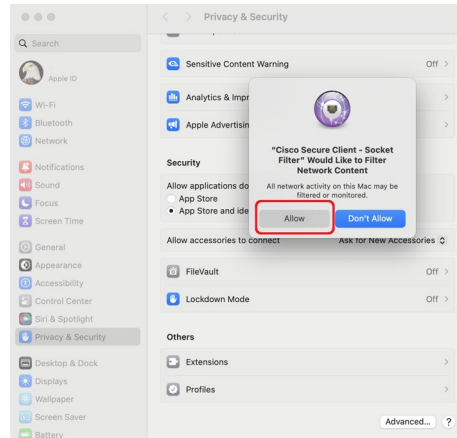 Privacy & Security
Search
Apple ID
Wi-Fi
Bluetooth
Network
Notifications
Sound
Focus
Screen Time
General
Appearance
Accessibility
Control Center
Siri & Spotlight
Privacy & Security
Desktop & Dock
Displays
Wallpaper
Screen Saver
Battery
Sensitive Content Warning Off
Analytics & Impr
Apple Advertisin
Security
Allow applications do
App Store
App Store and ide
Allow accessories to connect Ask for New Accessories
FileVault Off
Lockdown Mode Off
Others
Extensions
Profiles
Advanced... ?
"Cisco Secure Client - Socket
Filter" Would Like to Filter
Network Content
All network activity on this Mac may be
filtered or monitored.
Allow Don't Allow